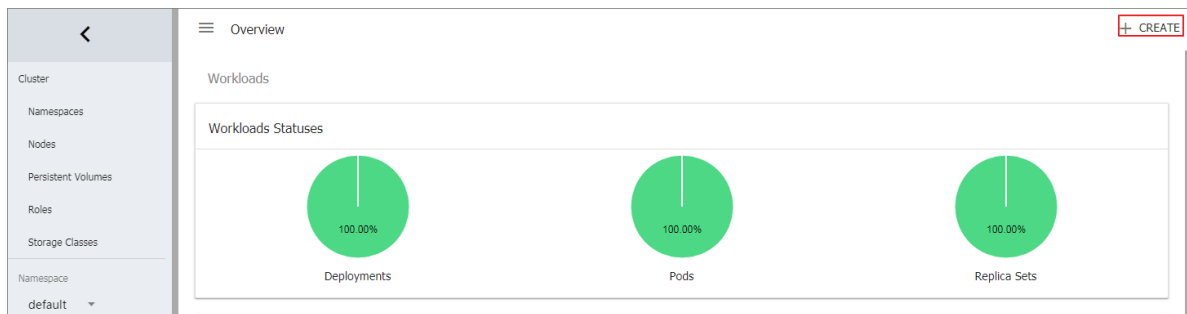 Overview
+ CREATE
Cluster
Namespaces
Nodes
Persistent Volumes
Roles
Storage Classes
Namespace
default
Workloads
Workloads Statuses
100.00%
Deployments
100.00%
Pods
100.00%
Replica Sets